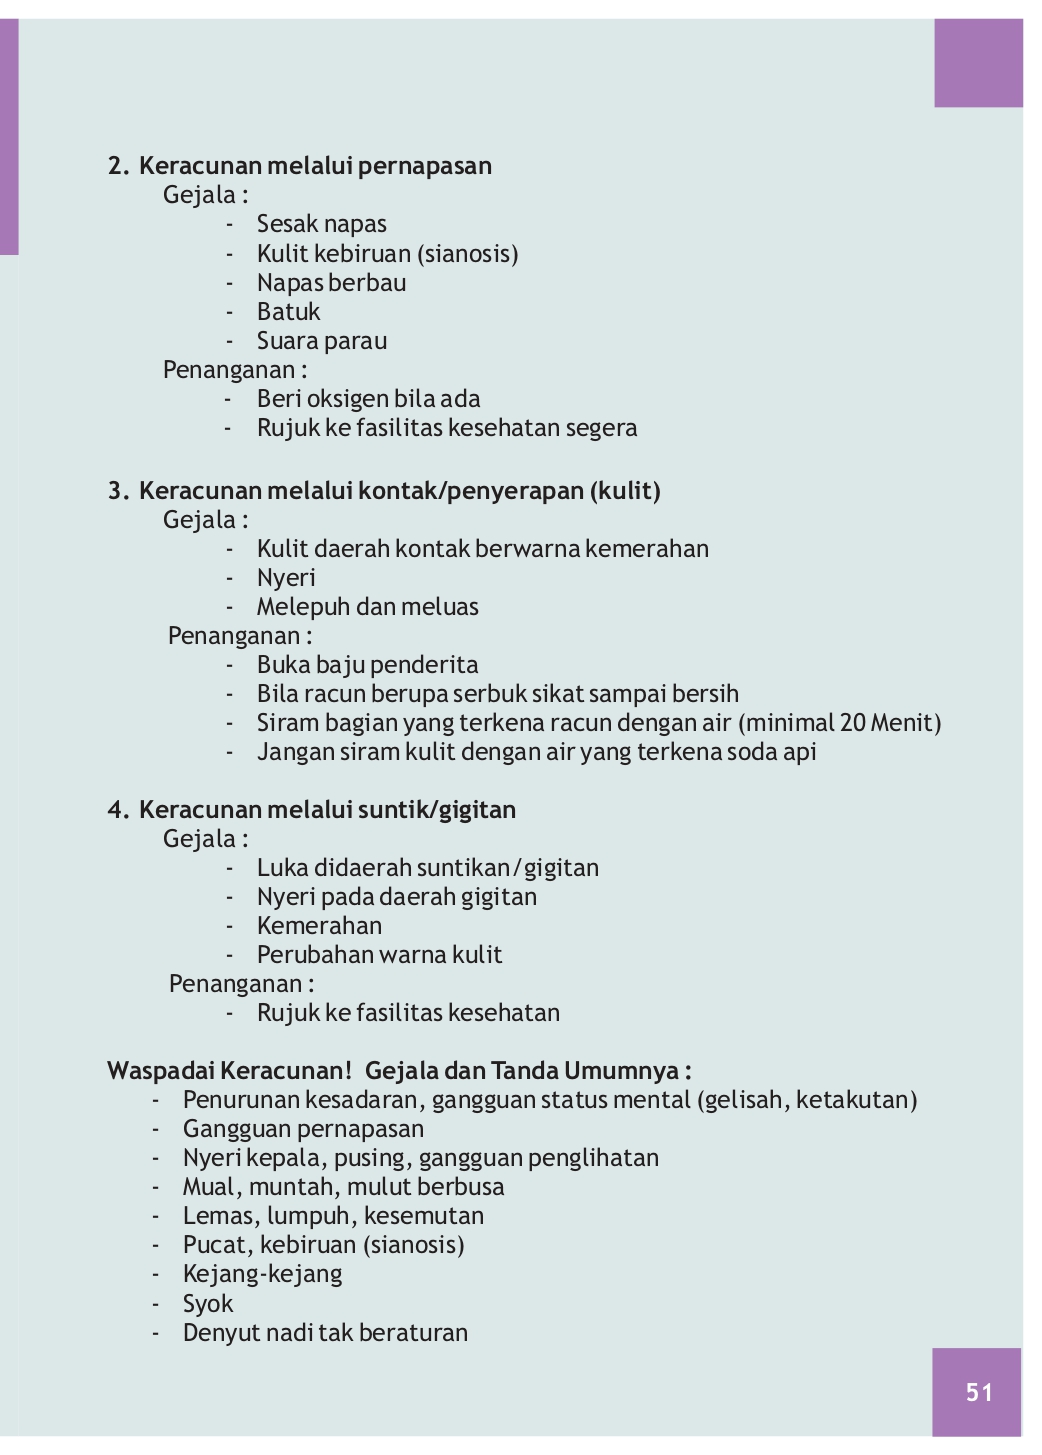 2. Keracunan melalui pernapasan
Gejala :
- Sesak napas
- Kulit kebiruan (sianosis)
- Napas berbau
- Batuk
- Suara parau
Penanganan :
- Beri oksigen bila ada
- Rujuk ke fasilitas kesehatan segera
3. Keracunan melalui kontak/penyerapan (kulit)
Gejala :
- Kulit daerah kontak berwarna kemerahan
- Nyeri
- Melepuh dan meluas
Penanganan :
- Buka baju penderita
- Bila racun berupa serbuk sikat sampai bersih
- Siram bagian yang terkena racun dengan air (minimal 20 Menit)
- Jangan siram kulit dengan air yang terkena soda api
4. Keracunan melalui suntik/gigitan
Gejala :
- Luka didaerah suntikan/gigitan
- Nyeri pada daerah gigitan
- Kemerahan
- Perubahan warna kulit
Penanganan :
- Rujuk ke fasilitas kesehatan
Waspadai Keracunan! Gejala dan Tanda Umumnya :
- Penurunan kesadaran, gangguan status mental (gelisah, ketakutan)
- Gangguan pernapasan
- Nyeri kepala, pusing, gangguan penglihatan
- Mual, muntah, mulut berbusa
- Lemas, lumpuh, kesemutan
- Pucat, kebiruan (sianosis)
- Kejang-kejang
- Syok
- Denyut nadi tak beraturan
51